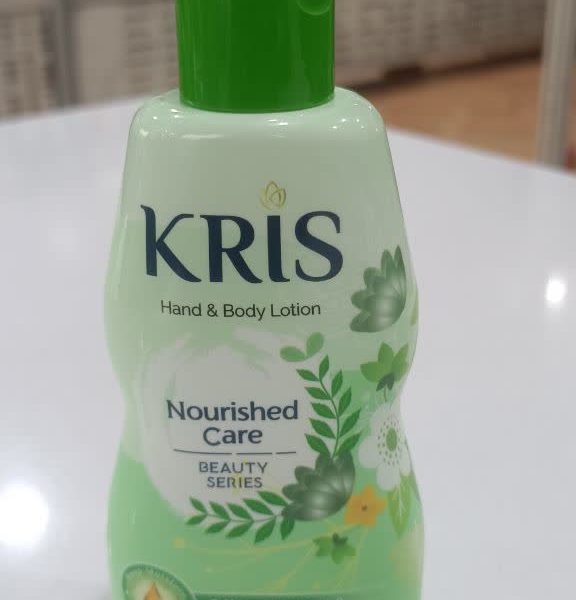 KRIS
Hand & Body Lotion
Nourished
Care
BEAUTY
SERIES